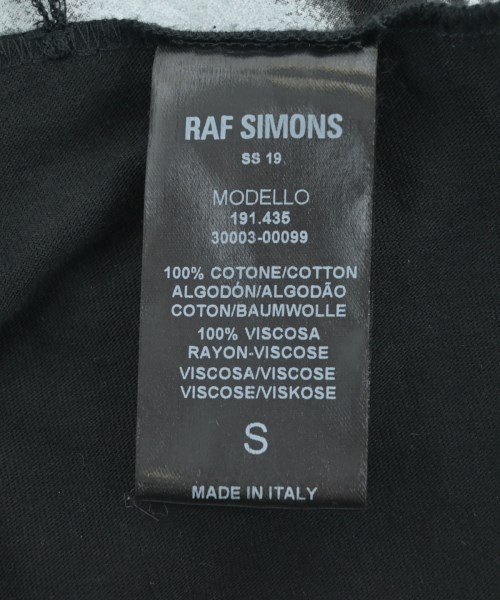 RAF SIMONS
SS 19
MODELLO
191.435
30003-00099
100% COTONE/COTTON
ALGODÓN/ALGODÃO
COTON/BAUMWOLLE
100% VISCOSA
RAYON-VISCOSE
VISCOSA/VISCOSE
VISCOSE/VISKOSE
S
MADE IN ITALY